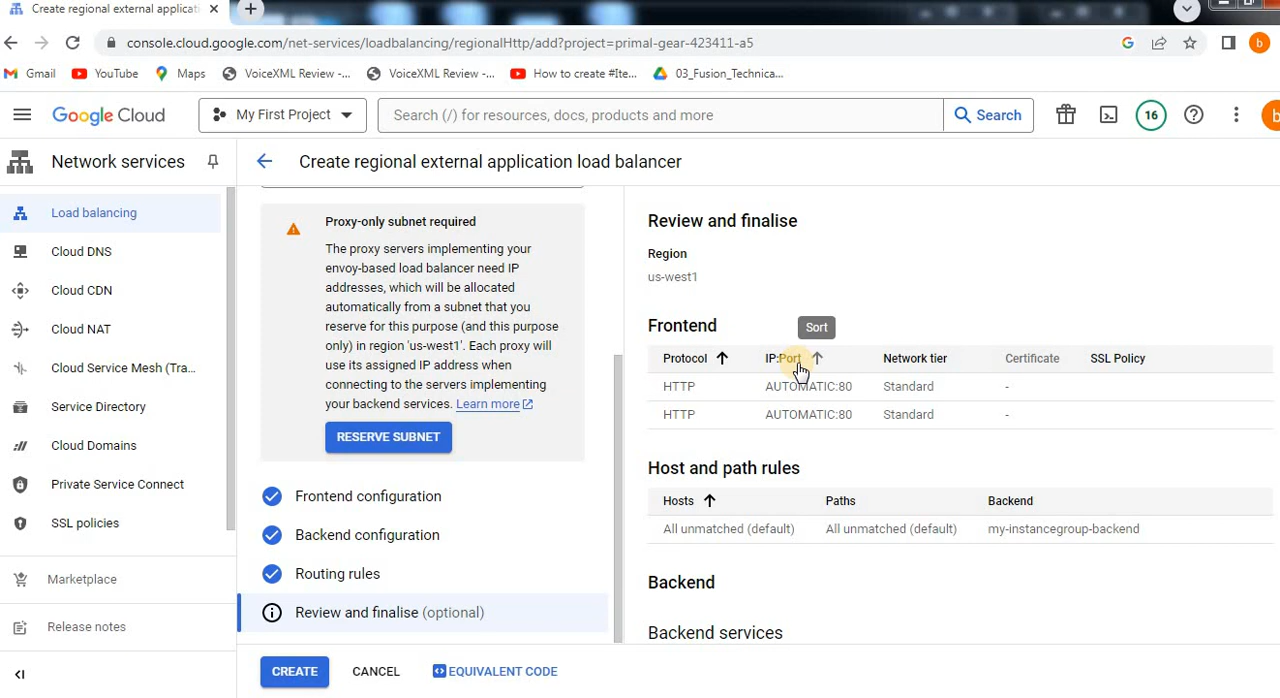 Create regional external applicati
console.cloud.google.com/net-services/loadbalancing/regionalHttp/add?project=primal-gear-423411-a5
b
Gmail
YouTube
Maps
VoiceXML Review -...
VoiceXML Review -...
How to create #Ite...
03_Fusion_Technica...
Google Cloud
My First Project
Search (/) for resources, docs, products and more
Search
16
b
Network services
Create regional external application load balancer
Load balancing
Cloud DNS
Cloud CDN
Cloud NAT
Cloud Service Mesh (Tra...
Service Directory
Cloud Domains
Private Service Connect
SSL policies
Marketplace
Release notes
Proxy-only subnet required
The proxy servers implementing your
envoy-based load balancer need IP
addresses, which will be allocated
automatically from a subnet that you
reserve for this purpose (and this purpose
only) in region 'us-west1'. Each proxy will
use its assigned IP address when
connecting to the servers implementing
your backend services. Learn more
RESERVE SUBNET
Frontend configuration
Backend configuration
Routing rules
Review and finalise (optional)
CREATE
CANCEL
EQUIVALENT CODE
Review and finalise
Region
us-west1
Frontend
Sort
Protocol IP:Port Network tier Certificate SSL Policy
HTTP AUTOMATIC:80 Standard -
HTTP AUTOMATIC:80 Standard -
Host and path rules
Hosts Paths Backend
All unmatched (default) All unmatched (default) my-instancegroup-backend
Backend
Backend services